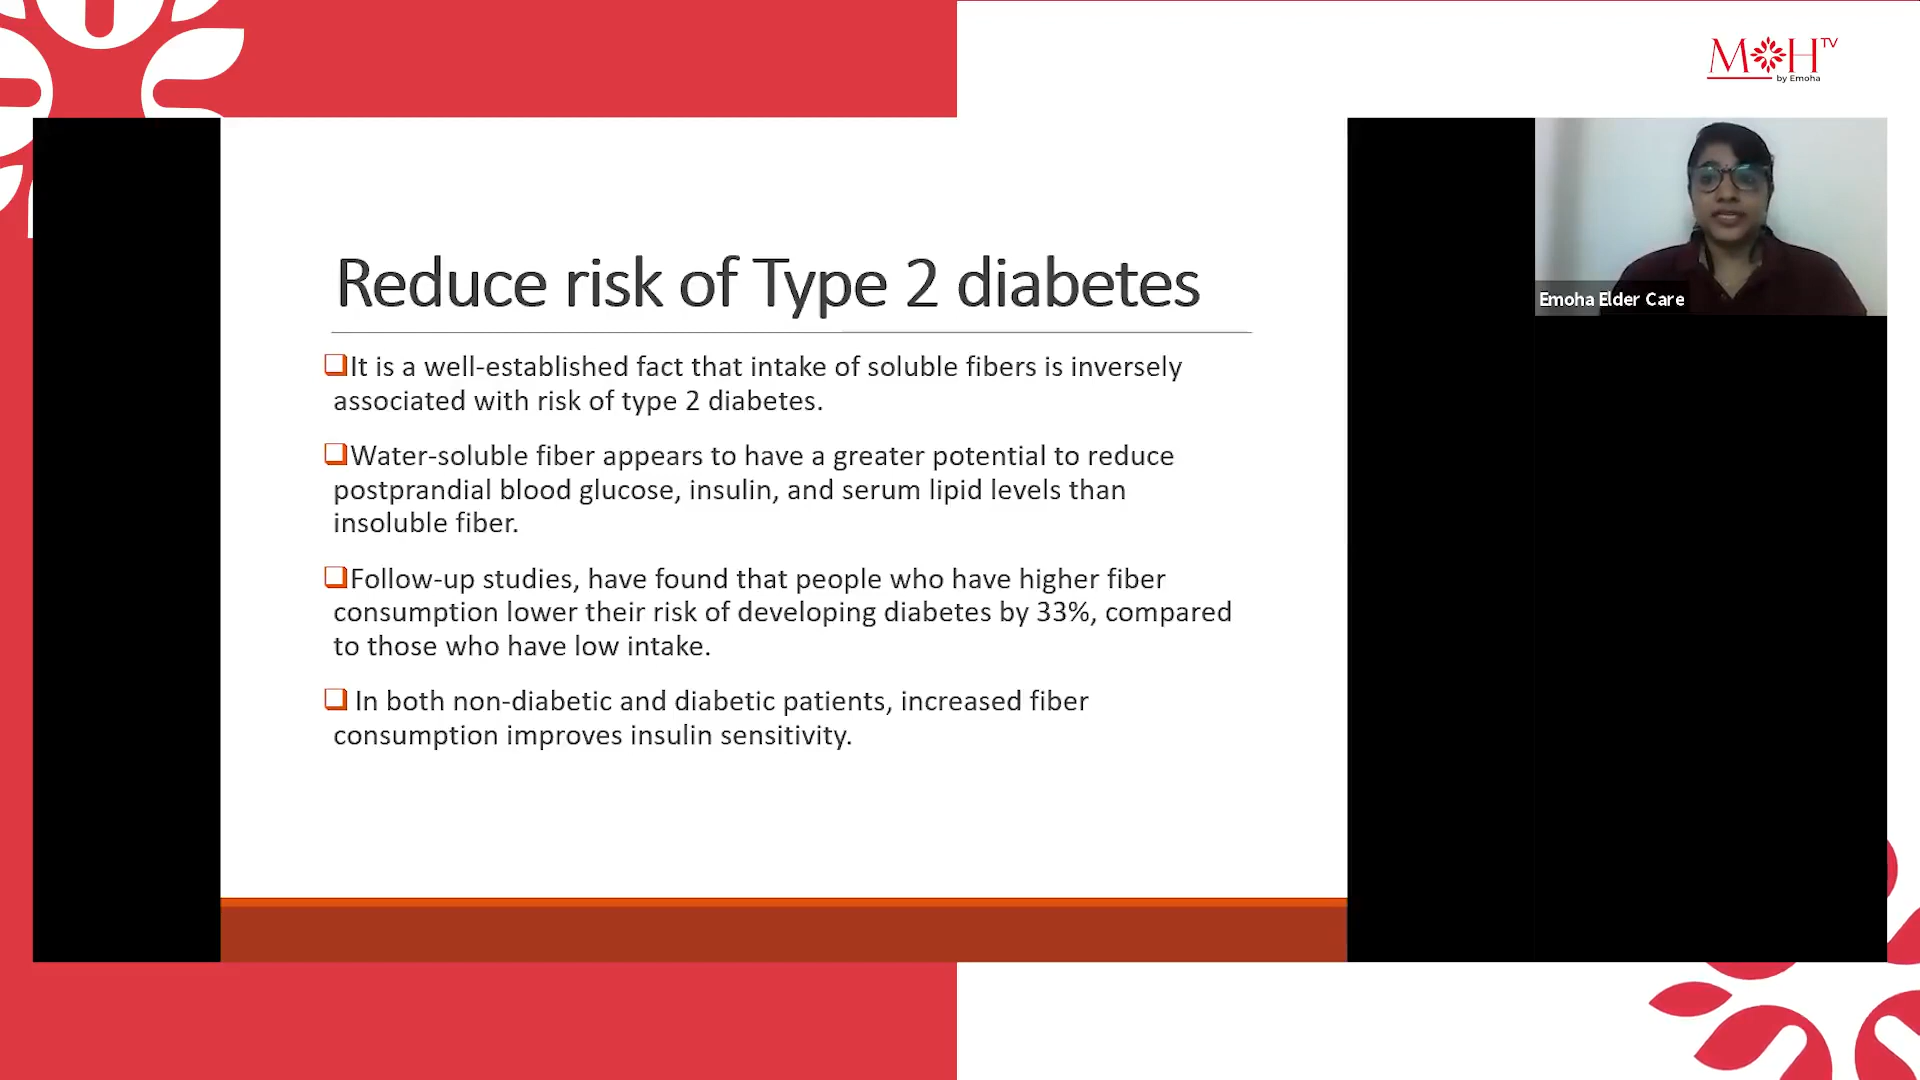 MOH TV
by Emoha
Reduce risk of Type 2 diabetes
It is a well-established fact that intake of soluble fibers is inversely
associated with risk of type 2 diabetes.
Water-soluble fiber appears to have a greater potential to reduce
postprandial blood glucose, insulin, and serum lipid levels than
insoluble fiber.
Follow-up studies, have found that people who have higher fiber
consumption lower their risk of developing diabetes by 33%, compared
to those who have low intake.
In both non-diabetic and diabetic patients, increased fiber
consumption improves insulin sensitivity.
Emoha Elder Care